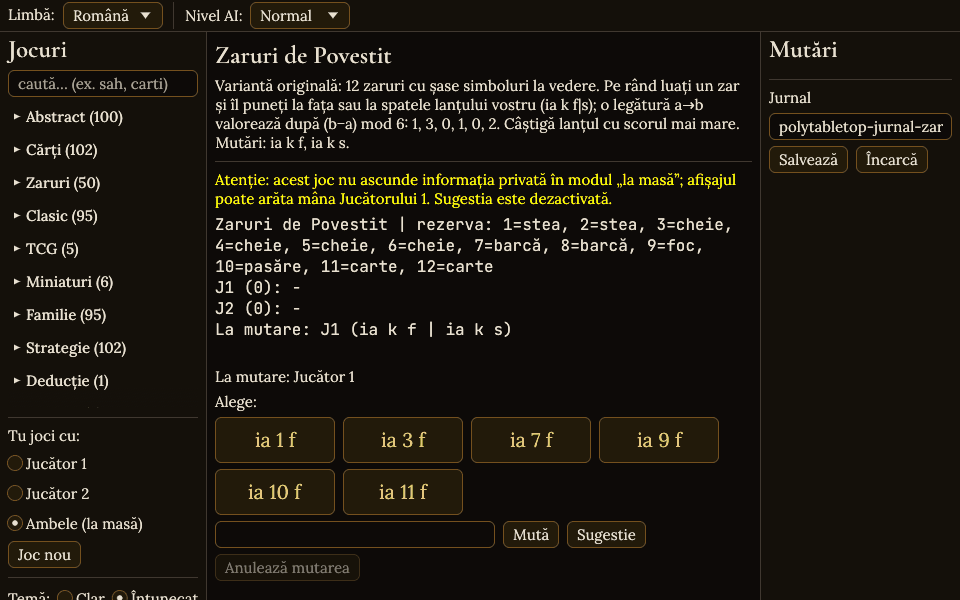 Limbă: Română ▼ Nivel AI: Normal ▼
Jocuri
caută... (ex. sah, carti)
▸ Abstract (100)
▸ Cărți (102)
▸ Zaruri (50)
▸ Clasic (95)
▸ TCG (5)
▸ Miniaturi (6)
▸ Familie (95)
▸ Strategie (102)
▸ Deducție (1)
Tu joci cu:
Jucător 1
Jucător 2
Ambele (la masă)
Joc nou
Temă: Clar Întunecat
Zaruri de Povestit
Variantă originală: 12 zaruri cu șase simboluri la vedere. Pe rând luați un zar
și îl puneți la fața sau la spatele lanțului vostru (ia k f|s); o legătură a→b
valorează după (b−a) mod 6: 1, 3, 0, 1, 0, 2. Câștigă lanțul cu scorul mai mare.
Mutări: ia k f, ia k s.
Atenție: acest joc nu ascunde informația privată în modul „la masă”; afișajul
poate arăta mâna Jucătorului 1. Sugestia este dezactivată.
Zaruri de Povestit | rezerva: 1=stea, 2=stea, 3=cheie,
4=cheie, 5=cheie, 6=cheie, 7=barcă, 8=barcă, 9=foc,
10=pasăre, 11=carte, 12=carte
J1 (0): -
J2 (0): -
La mutare: J1 (ia k f | ia k s)
La mutare: Jucător 1
Alege:
ia 1 f ia 3 f ia 7 f ia 9 f
ia 10 f ia 11 f
Mută Sugestie
Anulează mutarea
Mutări
Jurnal
polytabletop-jurnal-zar
Salvează Încarcă